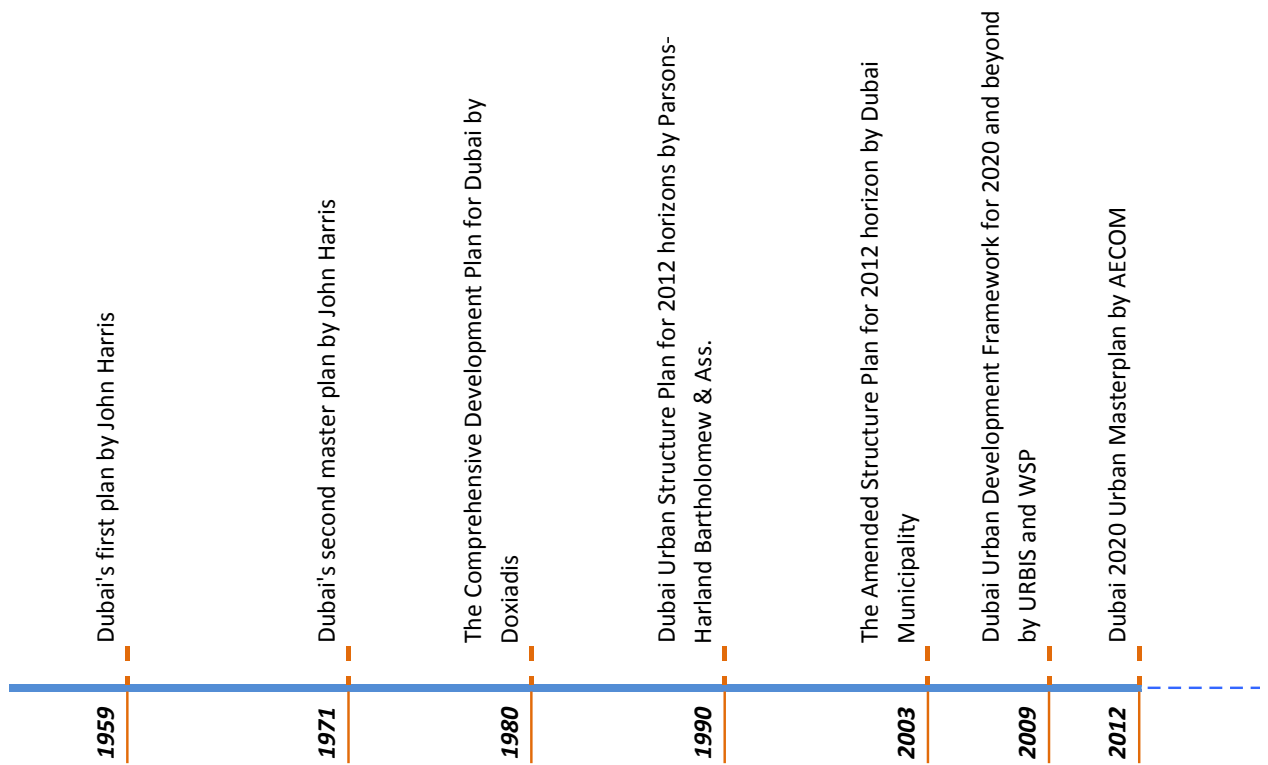 1959
Dubai's first plan by John Harris
1971
Dubai's second master plan by John Harris
1980
The Comprehensive Development Plan for Dubai by
Doxiadis
1990
Dubai Urban Structure Plan for 2012 horizons by Parsons-
Harland Bartholomew & Ass.
2003
The Amended Structure Plan for 2012 horizon by Dubai
Municipality
2009
Dubai Urban Development Framework for 2020 and beyond
by URBIS and WSP
2012
Dubai 2020 Urban Masterplan by AECOM